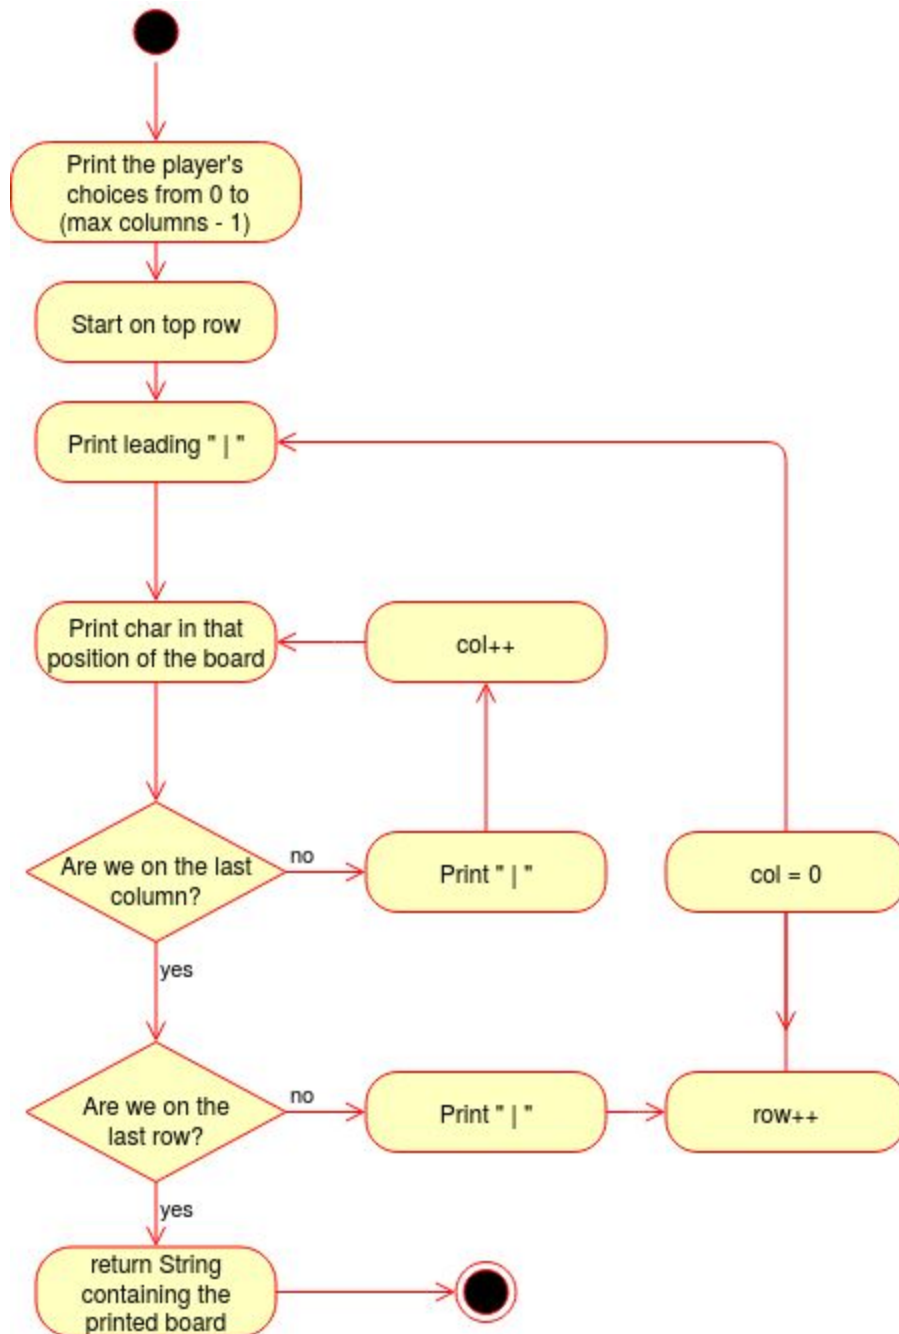 Print the player's
choices from 0 to
(max columns - 1)
Start on top row
Print leading " | "
Print char in that
position of the board
col++
Are we on the last
column?
no
Print " | "
col = 0
yes
Are we on the
last row?
no
Print " | "
row++
yes
return String
containing the
printed board